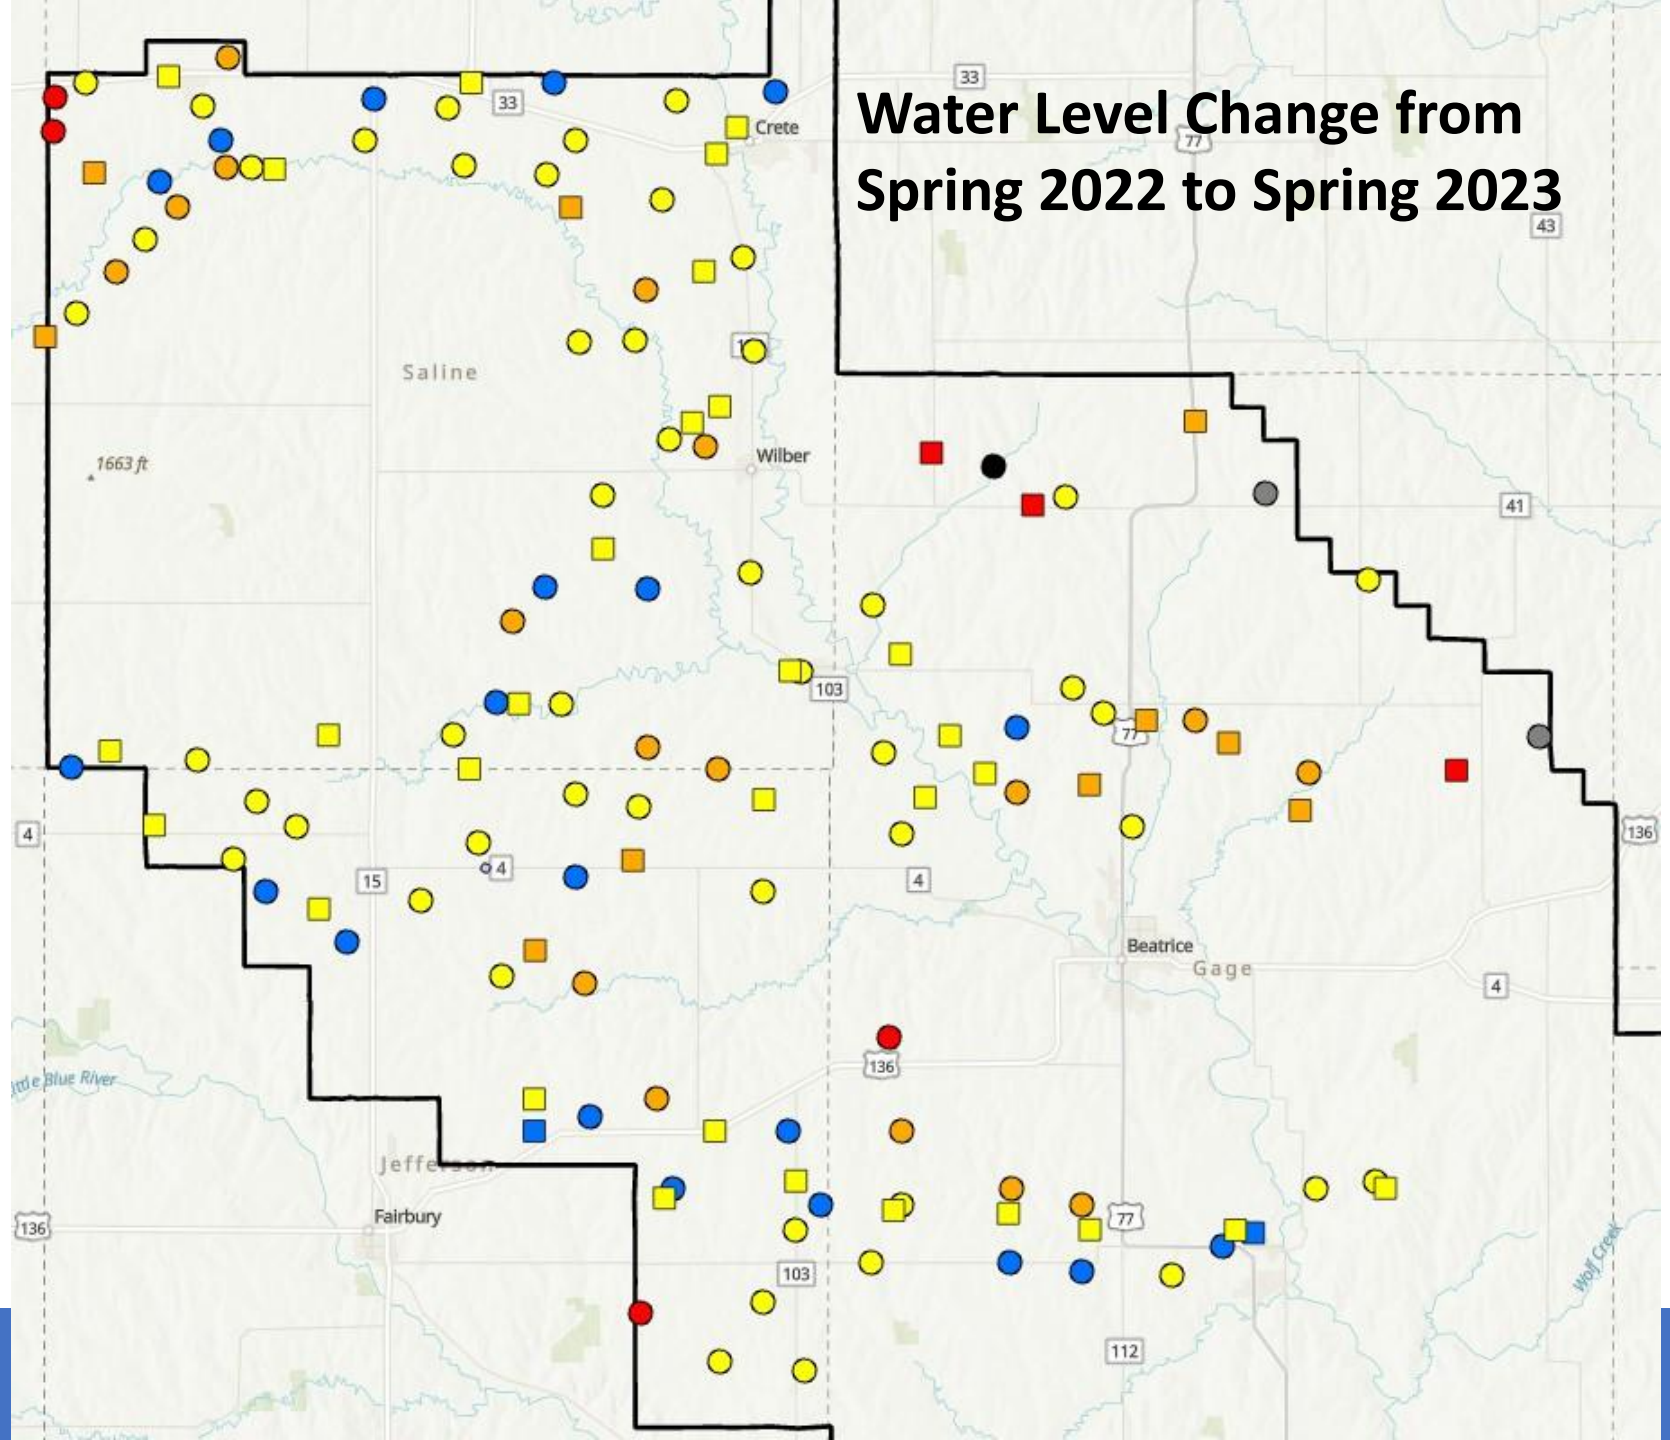 33
33
Water Level Change from
Crete
77
Spring 2022 to Spring 2023
43
Saline
1663 ft
Wilber
41
103
77
4
136
4
15
4
Beatrice
Gage
4
136
ttle Blue River
Jefferson
Fairbury
136
77
Wolf Creek
103
112